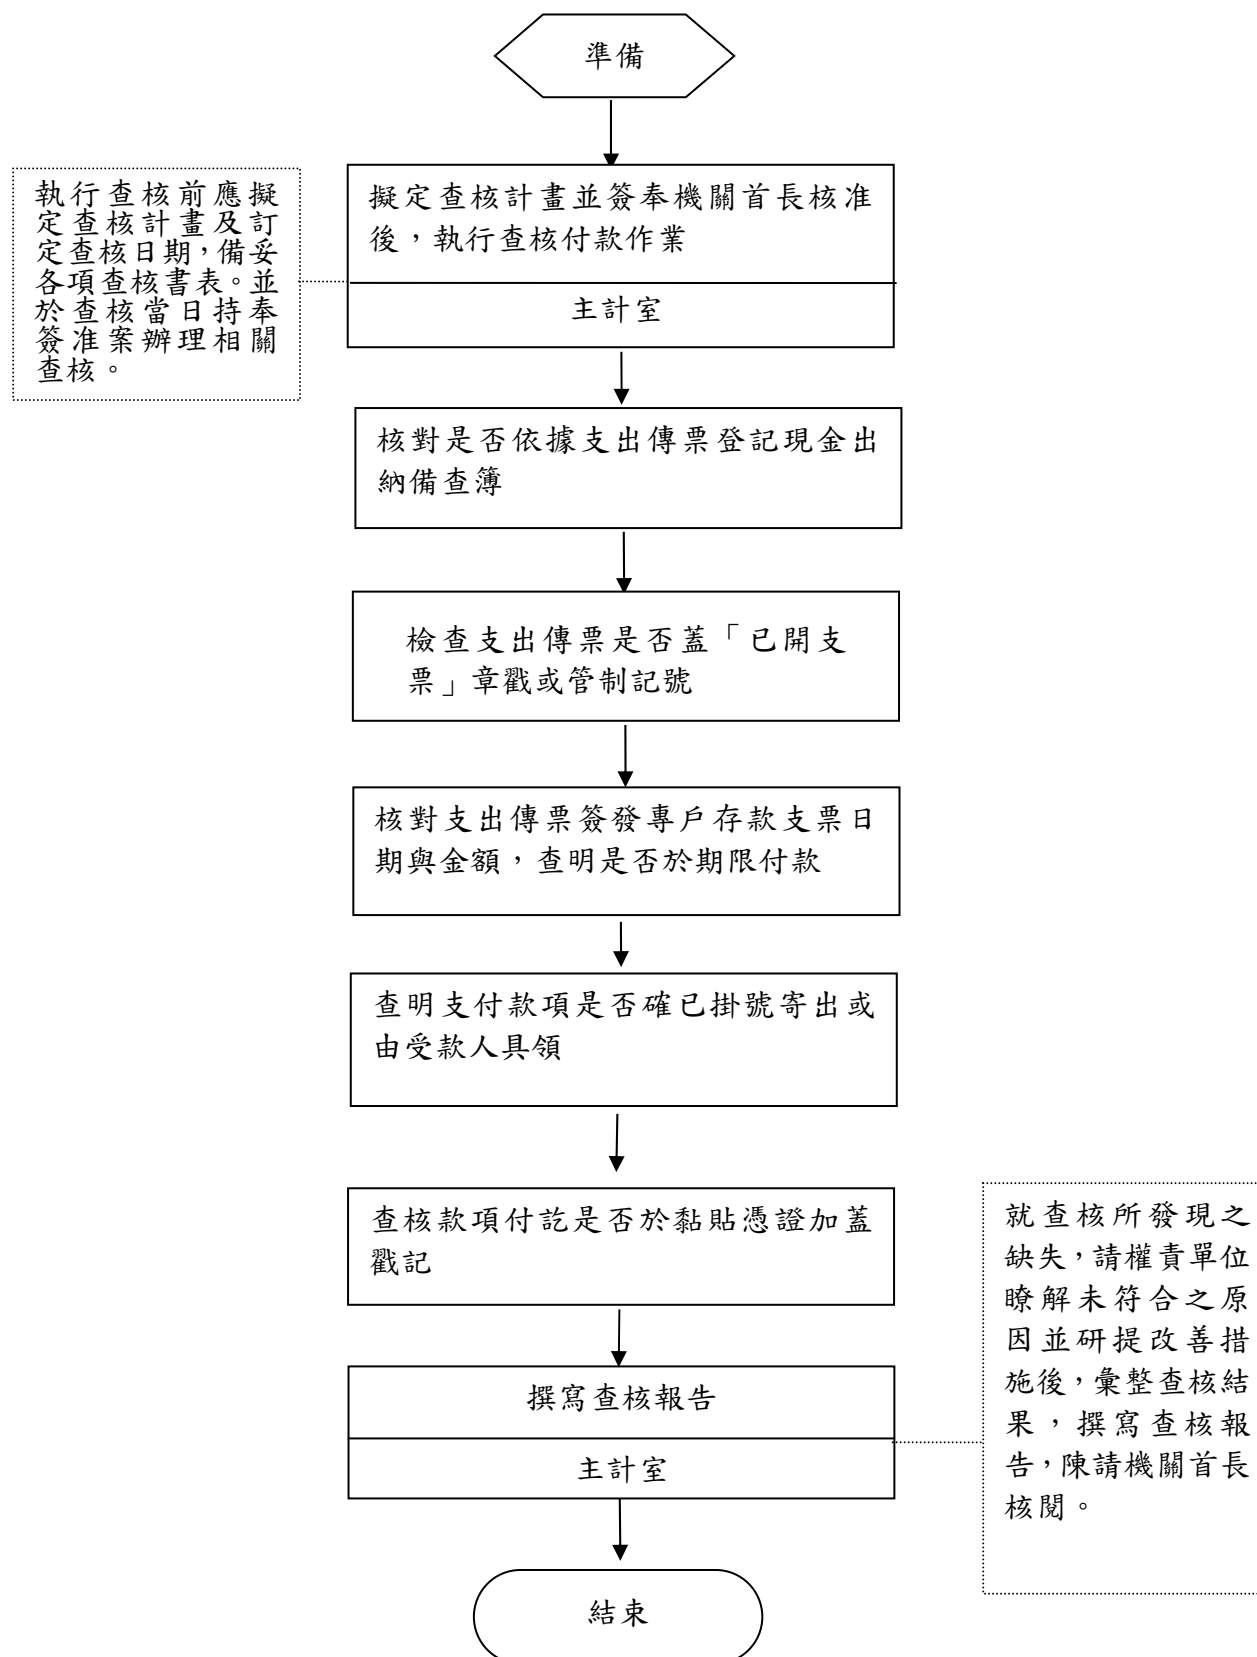 準備
執行查核前應擬
定查核計畫及訂
定查核日期，備妥
各項查核書表。並
於查核當日持奉
簽准案辦理相關
查核。
擬定查核計畫並簽奉機關首長核准
後，執行查核付款作業
主計室
核對是否依據支出傳票登記現金出
納備查簿
檢查支出傳票是否蓋「已開支
票」章戳或管制記號
核對支出傳票簽發專戶存款支票日
期與金額，查明是否於期限付款
查明支付款項是否確已掛號寄出或
由受款人具領
查核款項付訖是否於黏貼憑證加蓋
戳記
撰寫查核報告
主計室
就查核所發現之
缺失，請權責單位
瞭解未符合之原
因並研提改善措
施後，彙整查核結
果，撰寫查核報
告，陳請機關首長
核閱。
結束